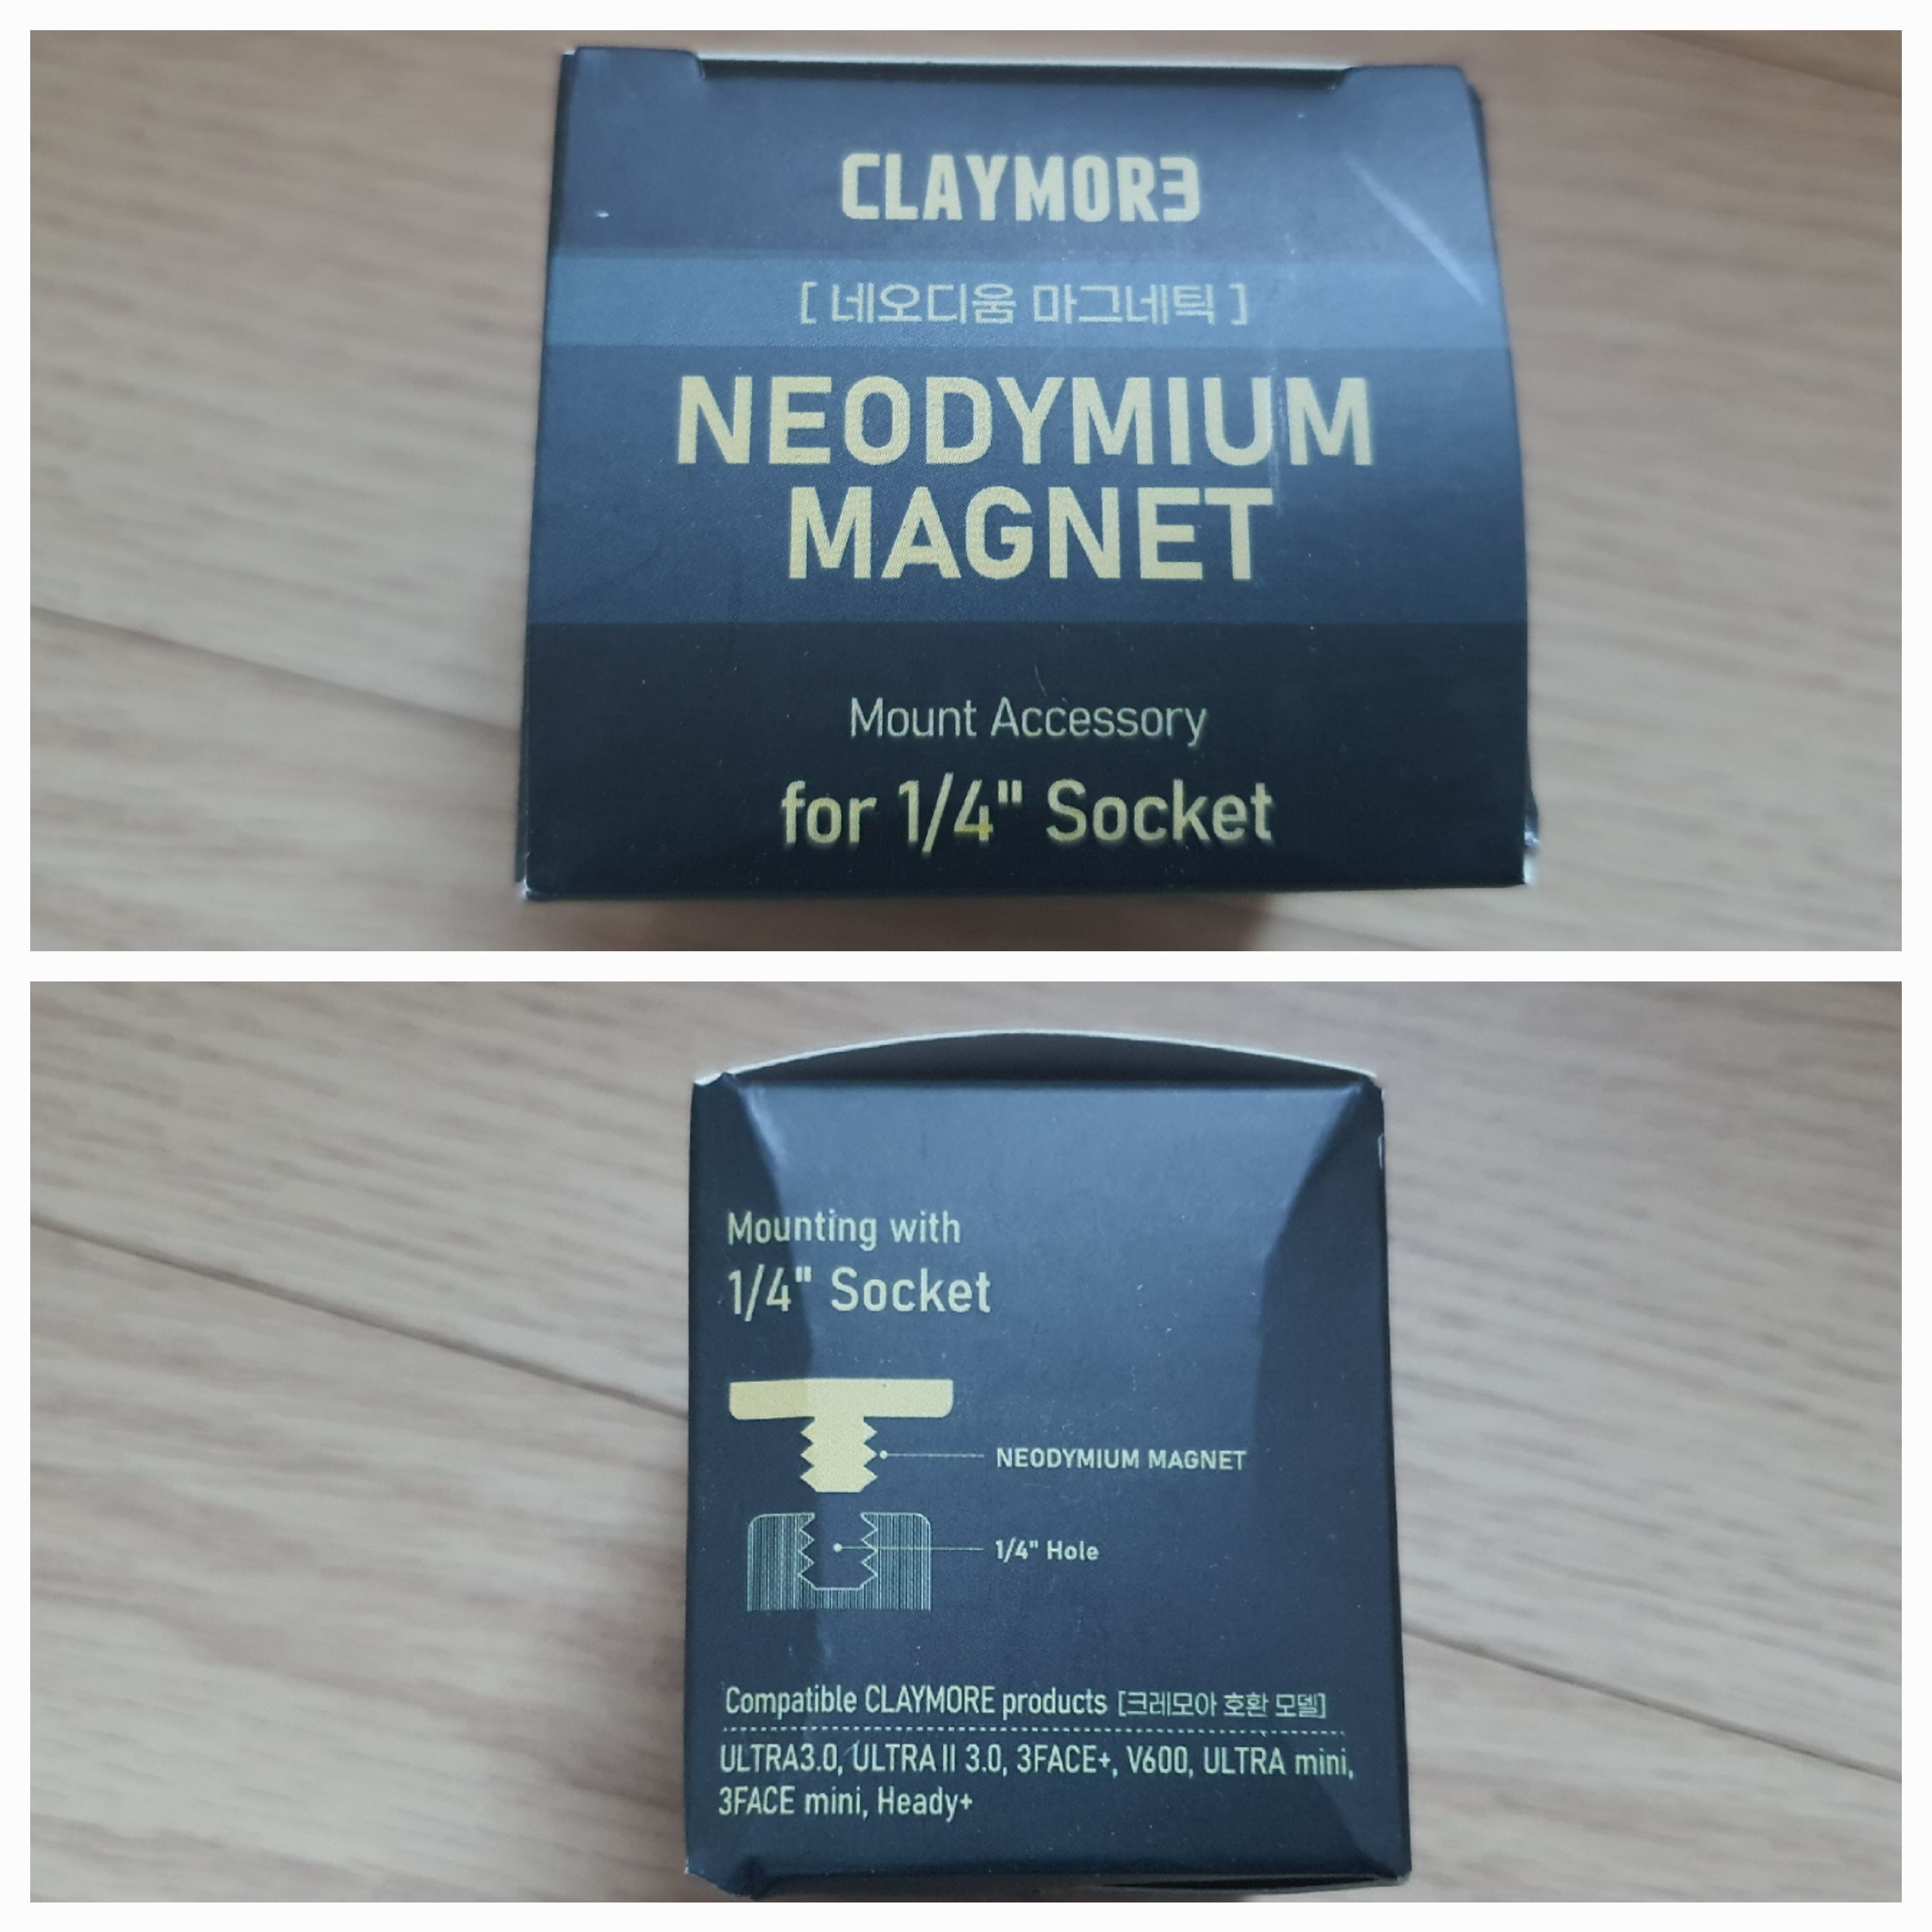 CLAYMORE
[ 네오디움 마그네틱 ]
NEODYMIUM
MAGNET
Mount Accessory
for 1/4" Socket
Mounting with
1/4" Socket
NEODYMIUM MAGNET
1/4" Hole
Compatible CLAYMORE products [크레모아 호환 모델]
ULTRA3.0, ULTRA II 3.0, 3FACE+, V600, ULTRA mini,
3FACE mini, Heady+